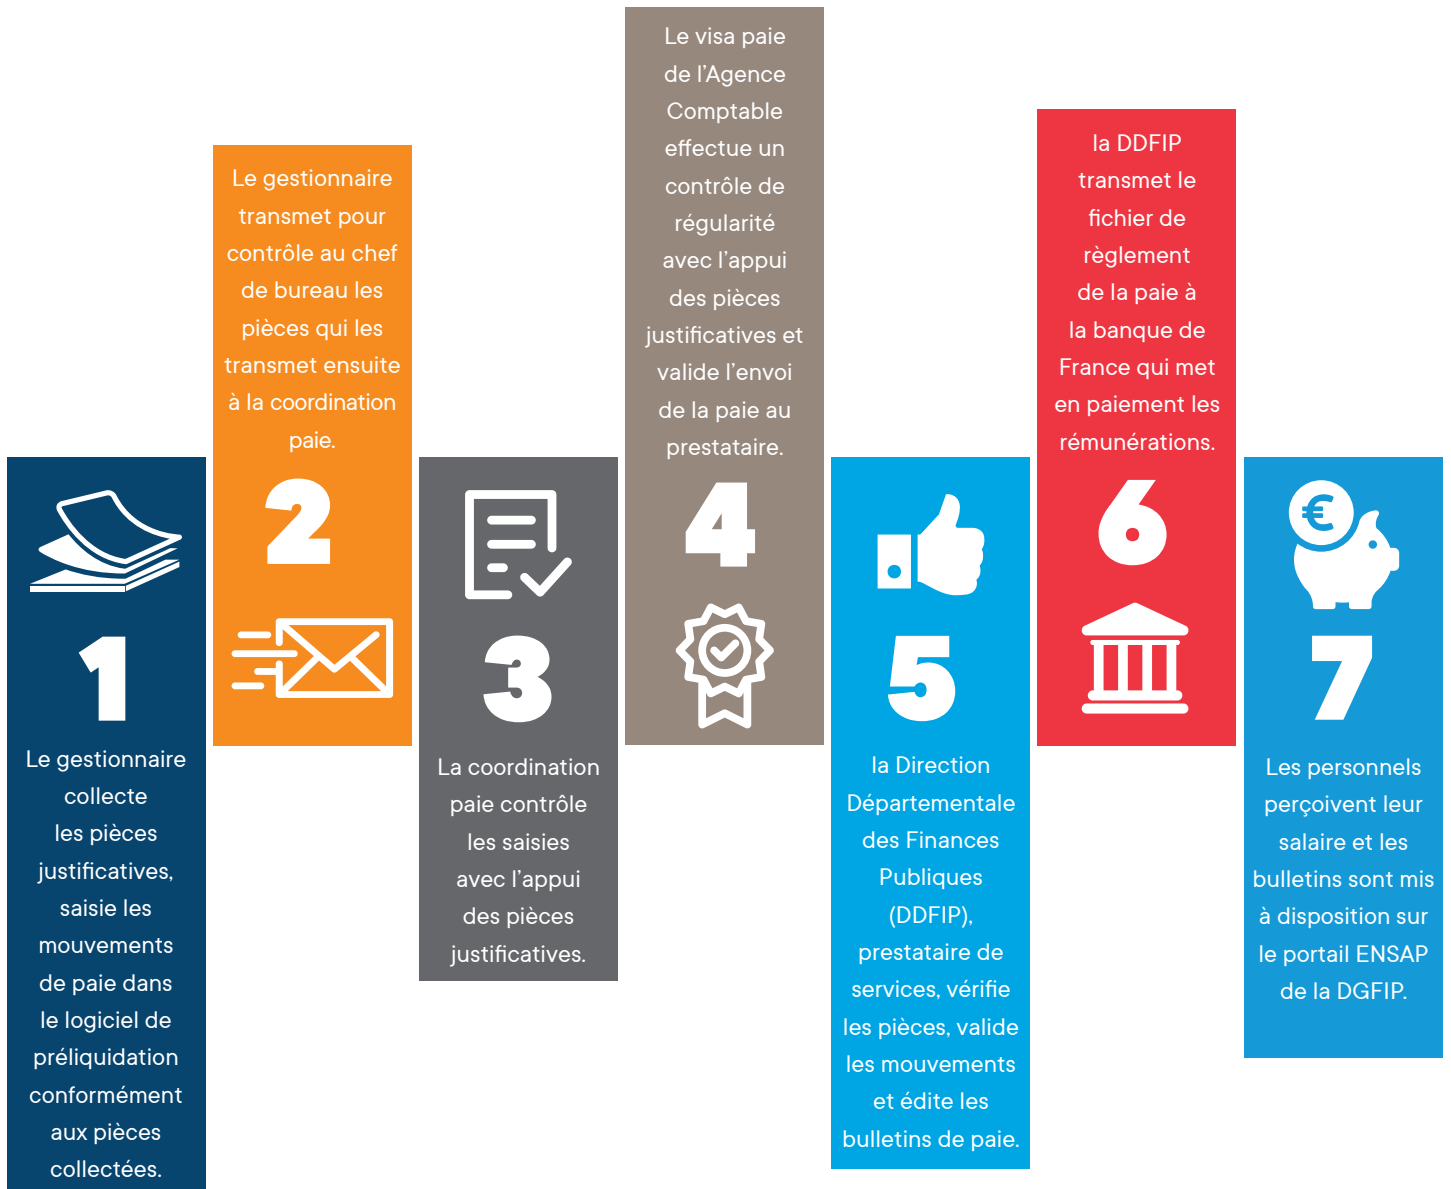 1
Le gestionnaire
collecte
les pièces
justificatives,
saisie les
mouvements
de paie dans
le logiciel de
préliquidation
conformément
aux pièces
collectées.
Le gestionnaire
transmet pour
contrôle au chef
de bureau les
pièces qui les
transmet ensuite
à la coordination
paie.
2
3
La coordination
paie contrôle
les saisies
avec l'appui
des pièces
justificatives.
Le visa paie
de l'Agence
Comptable
effectue un
contrôle de
régularité
avec l'appui
des pièces
justificatives et
valide l'envoi
de la paie au
prestataire.
4
5
la Direction
Départementale
des Finances
Publiques
(DDFIP),
prestataire de
services, vérifie
les pièces, valide
les mouvements
et édite les
bulletins de paie.
la DDFIP
transmet le
fichier de
règlement
de la paie à
la banque de
France qui met
en paiement les
rémunérations.
6
€
7
Les personnels
perçoivent leur
salaire et les
bulletins sont mis
à disposition sur
le portail ENSAP
de la DGFIP.